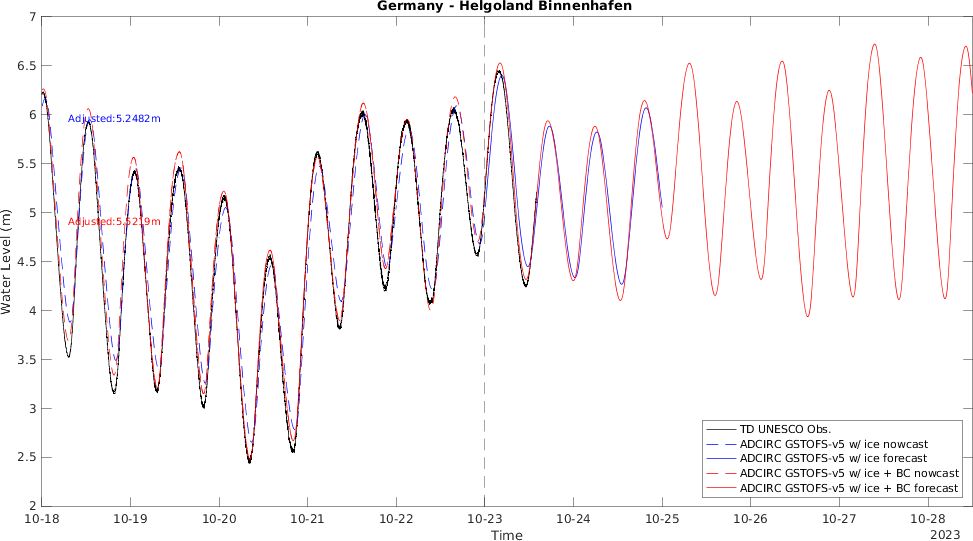 Germany - Helgoland Binnenhafen
7
6.5
6
5.5
5
4.5
4
3.5
3
2.5
2
Water Level (m)
Adjusted:5.2482m
Adjusted:5.5219m
TD UNESCO Obs.
ADCIRC GSTOFS-v5 w/ ice nowcast
ADCIRC GSTOFS-v5 w/ ice forecast
ADCIRC GSTOFS-v5 w/ ice + BC nowcast
ADCIRC GSTOFS-v5 w/ ice + BC forecast
10-18 10-19 10-20 10-21 10-22 10-23 10-24 10-25 10-26 10-27 10-28
2023
Time